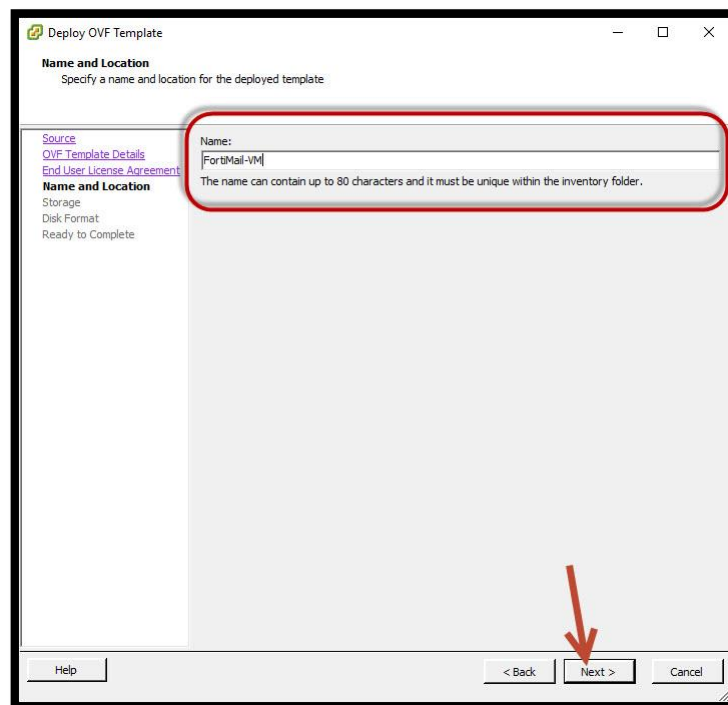 Deploy OVF Template
Name and Location
Specify a name and location for the deployed template
Source
OVF Template Details
End User License Agreement
Name and Location
Storage
Disk Format
Ready to Complete
Name:
FortiMail-VM
The name can contain up to 80 characters and it must be unique within the inventory folder.
Help
< Back
Next >
Cancel